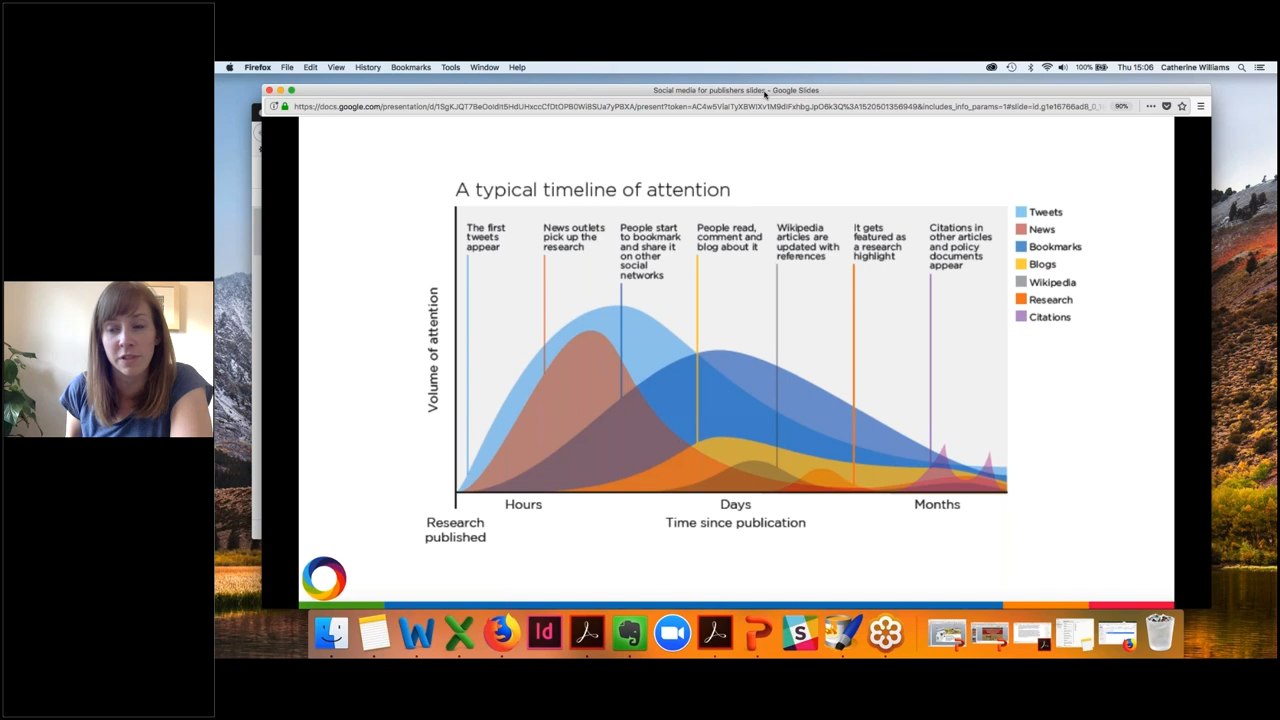 Firefox File Edit View History Bookmarks Tools Window Help
100% Thu 15:06 Catherine Williams
Social media for publishers slides - Google Slides
90%
A typical timeline of attention
The first
tweets
appear
News outlets
pick up the
research
People start
to bookmark
and share it
on other
social
networks
People read,
comment and
blog about it
Wikipedia
articles are
updated with
references
It gets
featured as
a research
highlight
Citations in
other articles
and policy
documents
appear
Tweets
News
Bookmarks
Blogs
Wikipedia
Research
Citations
Volume of attention
Hours
Days
Months
Research
published
Time since publication
Id